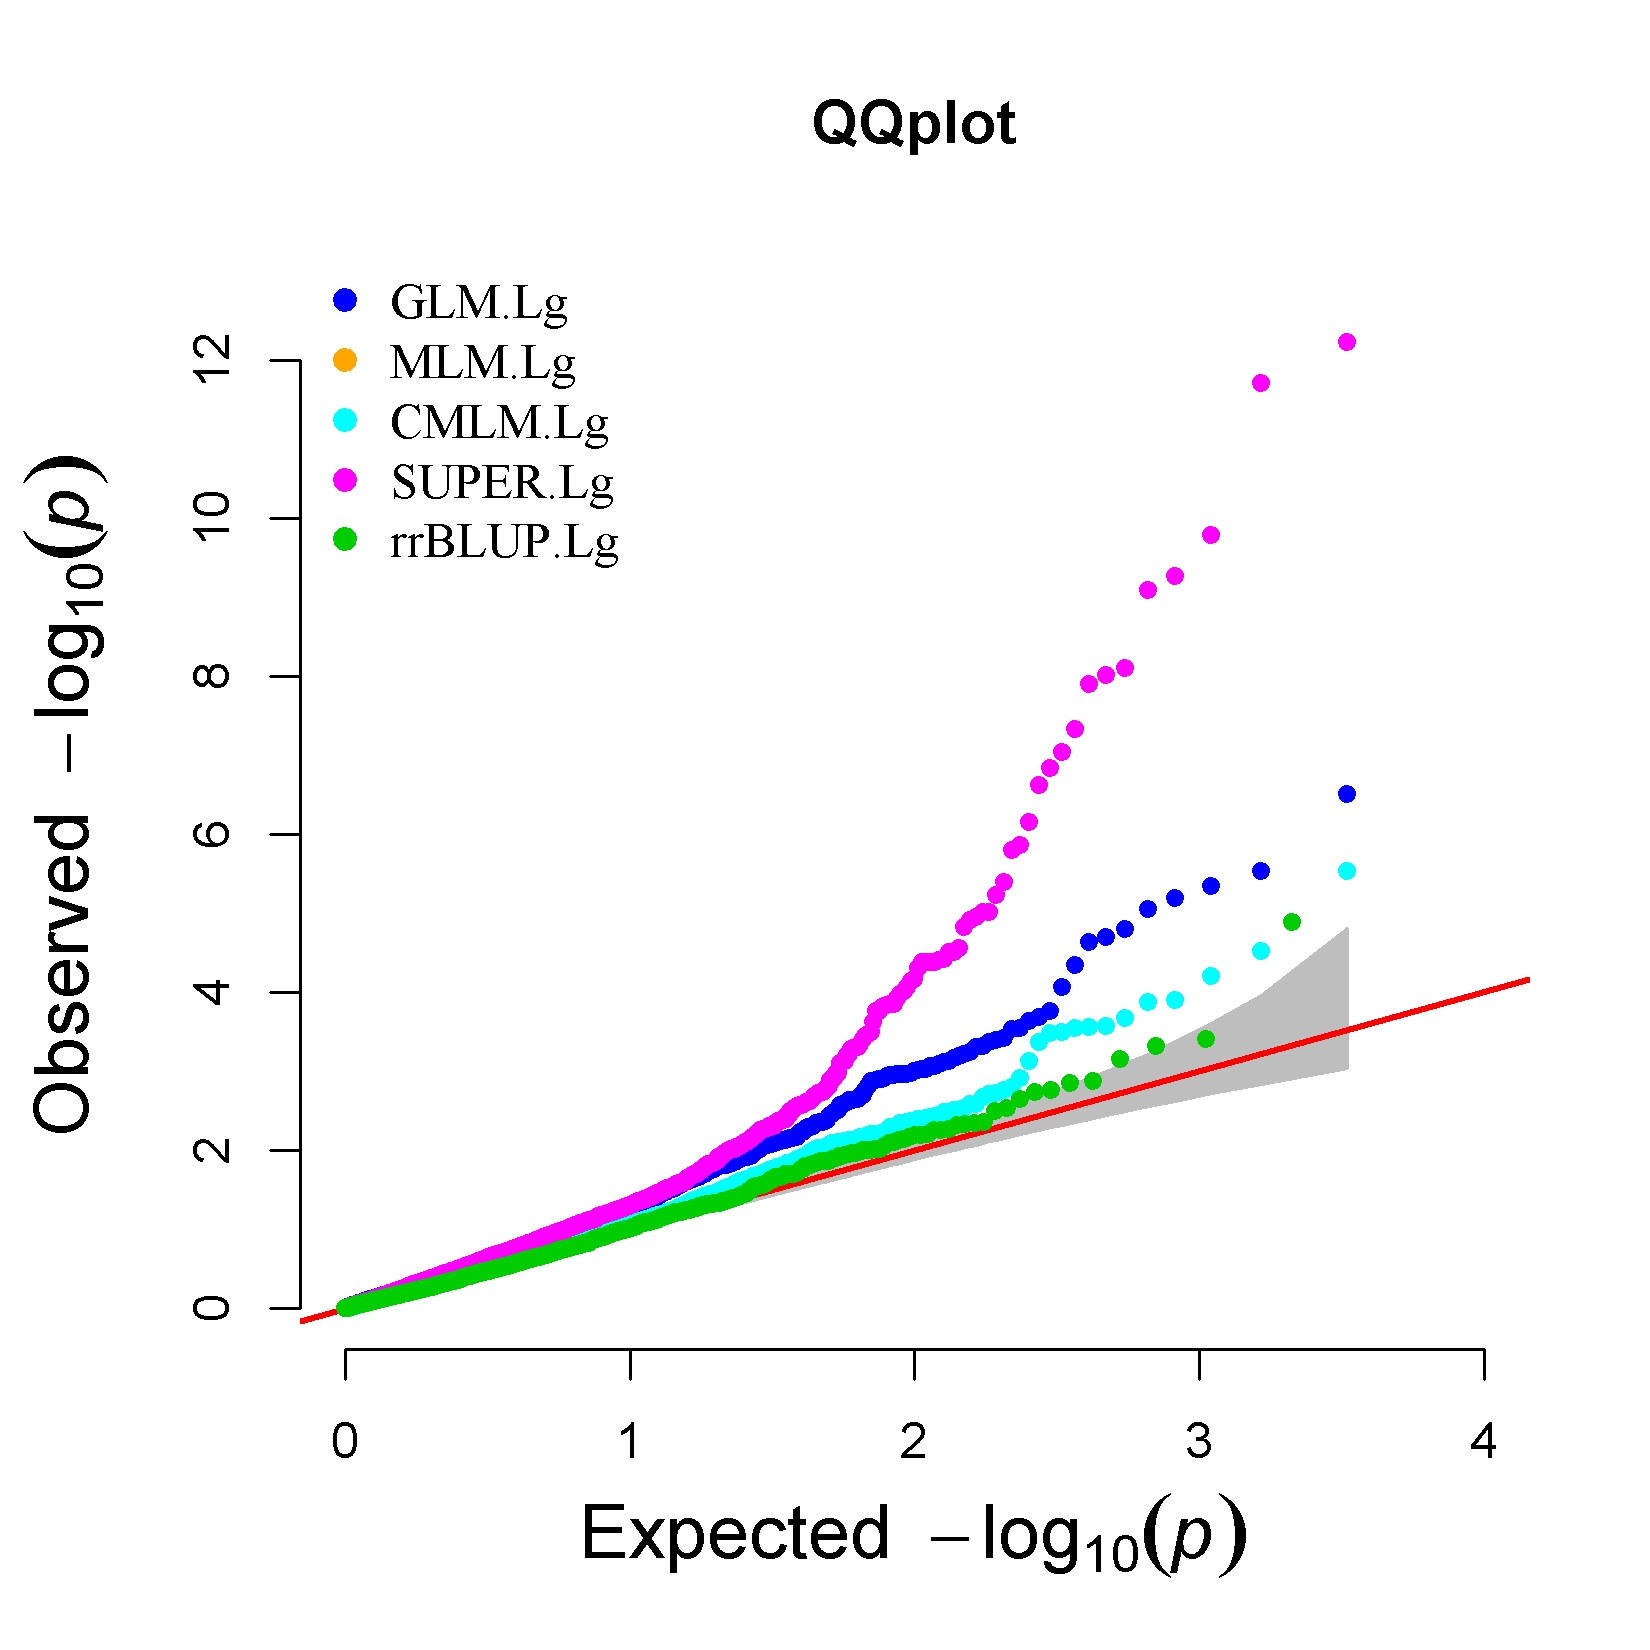 QQplot
GLM.Lg
MLM.Lg
CMLM.Lg
SUPER.Lg
rrBLUP.Lg
Observed −log₁₀(p)
12
10
8
6
4
2
0
0 1 2 3 4
Expected −log₁₀(p)